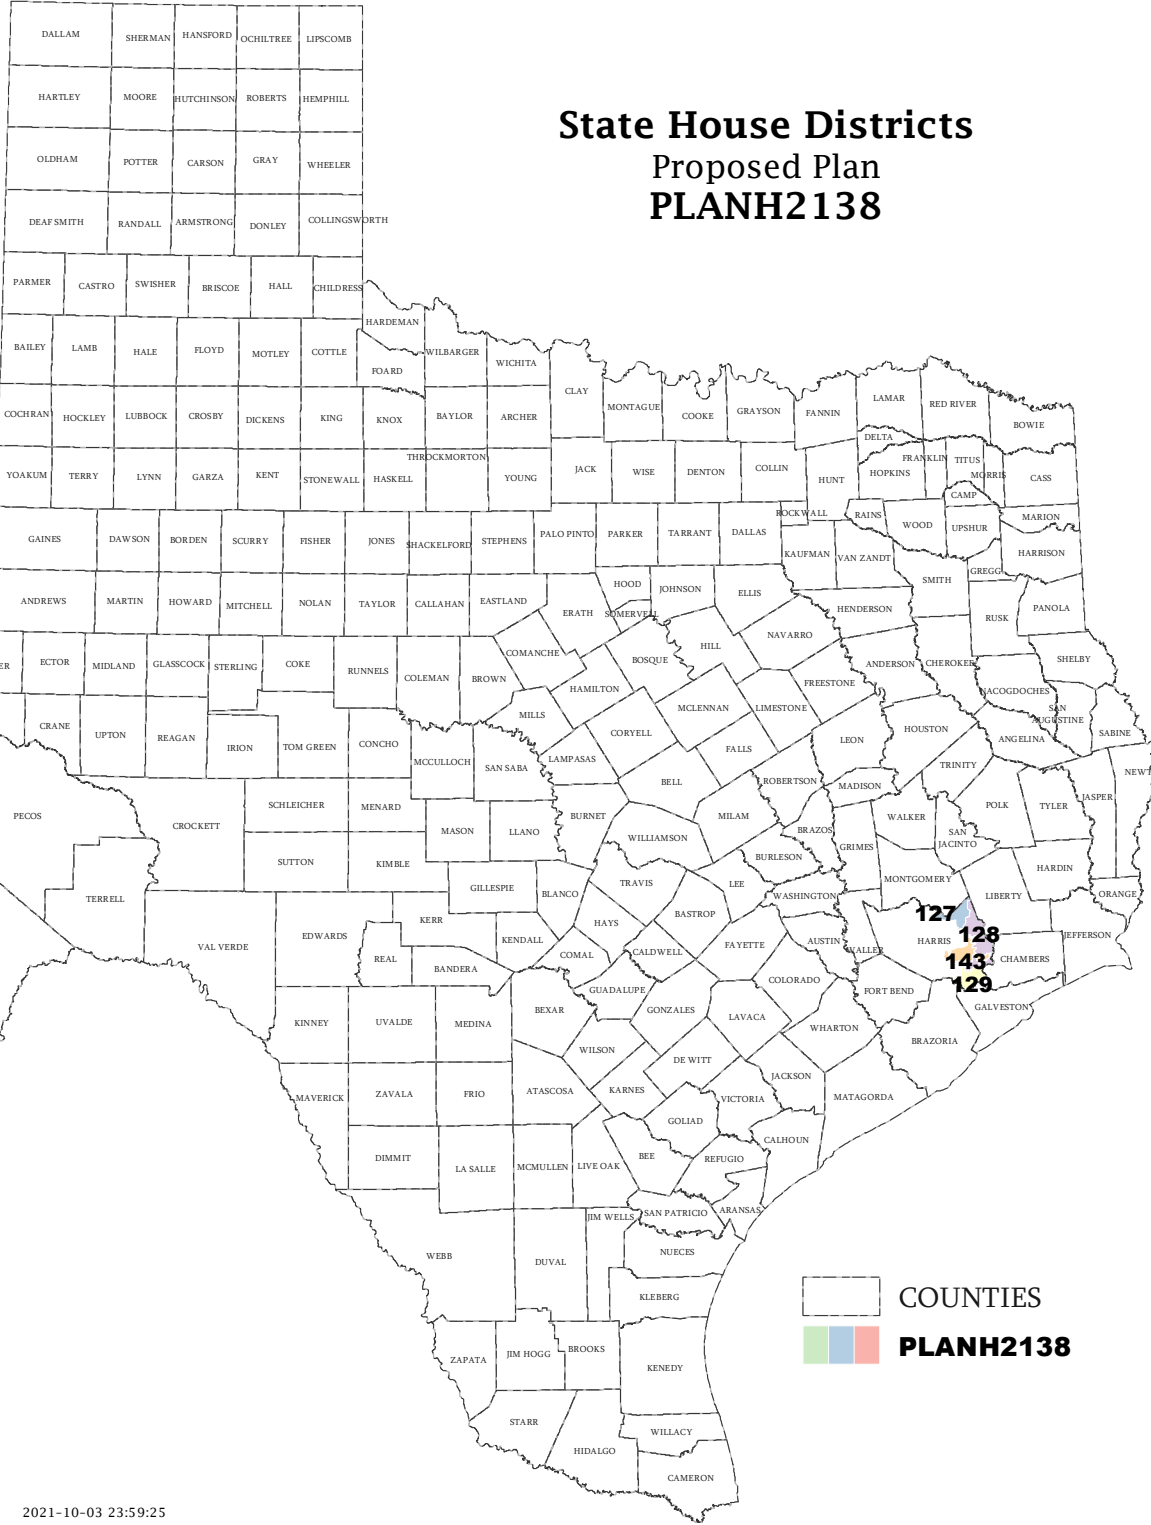 State House Districts
Proposed Plan
PLANH2138
DALLAM
SHERMAN
HANSFORD
OCHILTREE
LIPSCOMB
HARTLEY
MOORE
HUTCHINSON
ROBERTS
HEMPHILL
OLDHAM
POTTER
CARSON
GRAY
WHEELER
DEAF SMITH
RANDALL
ARMSTRONG
DONLEY
COLLINGSWORTH
PARMER
CASTRO
SWISHER
BRISCOE
HALL
CHILDRESS
HARDEMAN
BAILEY
LAMB
HALE
FLOYD
MOTLEY
COTTLE
FOARD
WILBARGER
WICHITA
CLAY
MONTAGUE
COOKE
GRAYSON
FANNIN
LAMAR
RED RIVER
BOWIE
COCHRAN
HOCKLEY
LUBBOCK
CROSBY
DICKENS
KING
KNOX
BAYLOR
ARCHER
DELTA
YOAKUM
TERRY
LYNN
GARZA
KENT
STONEWALL
HASKELL
THROCKMORTON
YOUNG
JACK
WISE
DENTON
COLLIN
HUNT
HOPKINS
FRANKLIN
TITUS
MORRIS
CASS
CAMP
GAINES
DAWSON
BORDEN
SCURRY
FISHER
JONES
SHACKELFORD
STEPHENS
PALO PINTO
PARKER
TARRANT
DALLAS
ROCKWALL
RAINS
WOOD
UPSHUR
MARION
KAUFMAN
VAN ZANDT
HARRISON
GREGG
SMITH
ANDREWS
MARTIN
HOWARD
MITCHELL
NOLAN
TAYLOR
CALLAHAN
EASTLAND
ERATH
HOOD
SOMERVELL
JOHNSON
ELLIS
HENDERSON
RUSK
PANOLA
NAVARRO
ER
ECTOR
MIDLAND
GLASSCOCK
STERLING
COKE
RUNNELS
COLEMAN
BROWN
COMANCHE
HAMILTON
BOSQUE
HILL
FREESTONE
ANDERSON
CHEROKEE
NACOGDOCHES
SHELBY
CRANE
UPTON
REAGAN
IRION
TOM GREEN
CONCHO
MCCULLOCH
SAN SABA
MILLS
LAMPASAS
CORYELL
MCLENNAN
LIMESTONE
FALLS
LEON
HOUSTON
ANGELINA
SAN
AUGUSTINE
SABINE
NEWT
PECOS
CROCKETT
SCHLEICHER
MENARD
MASON
LLANO
BURNET
BELL
WILLIAMSON
MILAM
ROBERTSON
BRAZOS
MADISON
GRIMES
WALKER
TRINITY
SAN
JACINTO
POLK
TYLER
JASPER
TERRELL
SUTTON
KIMBLE
GILLESPIE
BLANCO
TRAVIS
LEE
BURLESON
WASHINGTON
MONTGOMERY
LIBERTY
HARDIN
ORANGE
VAL VERDE
EDWARDS
KERR
REAL
BANDERA
KENDALL
HAYS
COMAL
CALDWELL
BASTROP
FAYETTE
AUSTIN
WALLER
HARRIS
127
128
143
129
CHAMBERS
JEFFERSON
KINNEY
UVALDE
MEDINA
BEXAR
GUADALUPE
GONZALES
LAVACA
COLORADO
WHARTON
FORT BEND
GALVESTON
BRAZORIA
WILSON
DE WITT
JACKSON
MATAGORDA
MAVERICK
ZAVALA
FRIO
ATASCOSA
KARNES
VICTORIA
GOLIAD
CALHOUN
DIMMIT
LA SALLE
MCMULLEN
LIVE OAK
BEE
REFUGIO
ARANSAS
SAN PATRICIO
JIM WELLS
WEBB
DUVAL
NUECES
KLEBERG
ZAPATA
JIM HOGG
BROOKS
KENEDY
STARR
HIDALGO
WILLACY
CAMERON
COUNTIES
PLANH2138
2021-10-03 23:59:25